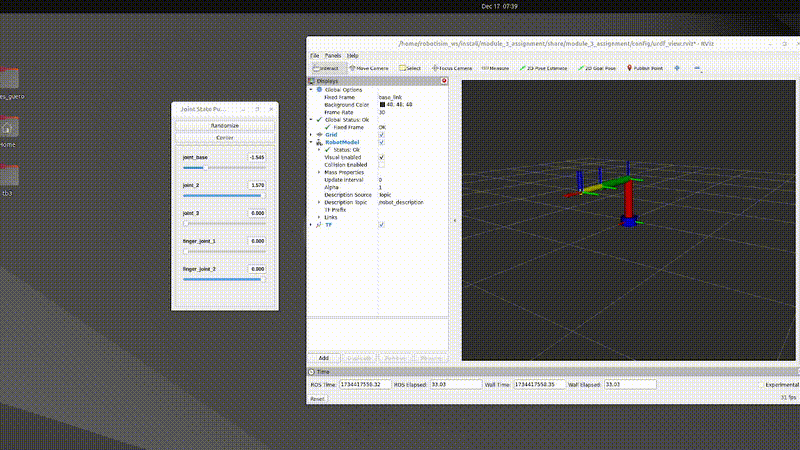 Dec 17 07:39
es_guero
Home
tb3
Joint State Pu...
Randomize
Center
joint_base -1.545
joint_2 1.570
joint_3 0.000
finger_joint_1 0.000
finger_joint_2 0.000
/home/robotisim_ws/install/module_3_assignment/share/module_3_assignment/config/urdf_view.rviz* - RViz
File Panels Help
Interact Move Camera Select Focus Camera Measure 2D Pose Estimate 2D Goal Pose Publish Point
Displays
Global Options
Fixed Frame base_link
Background Color 48; 48; 48
Frame Rate 30
Global Status: Ok
Fixed Frame OK
Grid
RobotModel
Status: Ok
Visual Enabled
Collision Enabled
Mass Properties
Update Interval 0
Alpha 1
Description Source Topic
Description Topic /robot_description
TF Prefix
Links
TF
Add Duplicate Remove Rename
Time
ROS Time: 1734417558.32 ROS Elapsed: 33.03 Wall Time: 1734417558.35 Wall Elapsed: 33.03 Experimental
Reset 31 fps